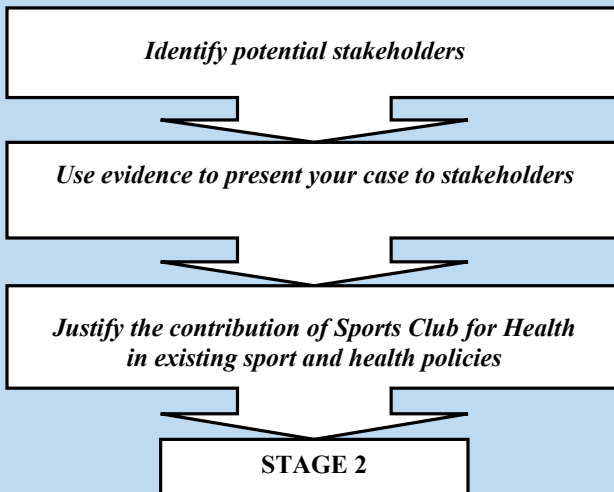 Identify potential stakeholders
Use evidence to present your case to stakeholders
Justify the contribution of Sports Club for Health
in existing sport and health policies
STAGE 2